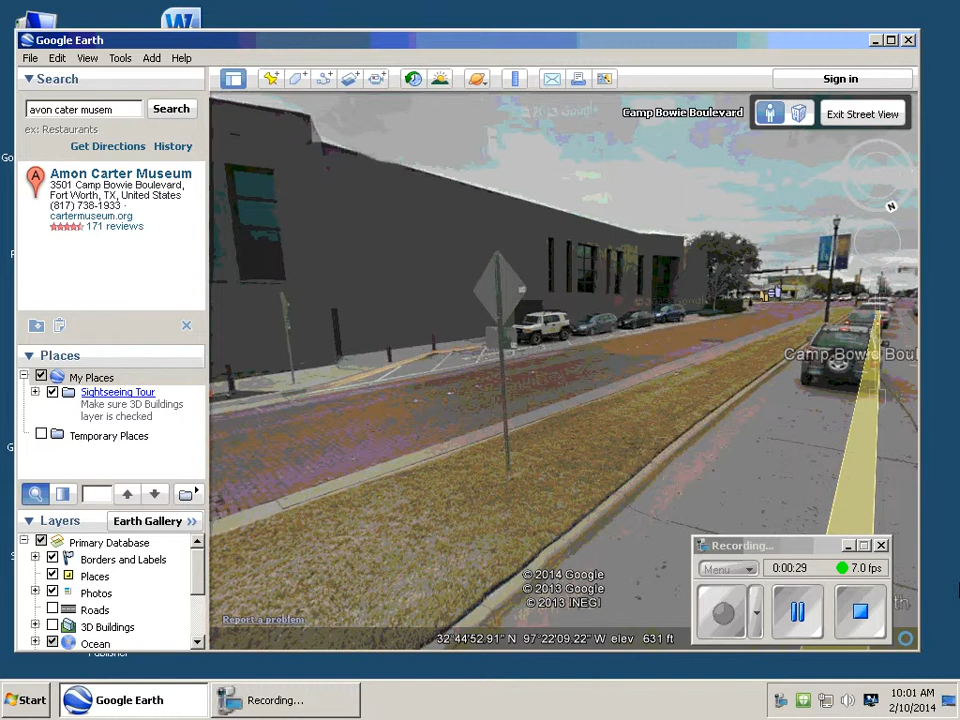 Google Earth
File Edit View Tools Add Help
Search
Sign in
avon cater musem
Search
ex: Restaurants
Get Directions History
A
Amon Carter Museum
3501 Camp Bowie Boulevard,
Fort Worth, TX, United States
(817) 738-1933 ·
cartermuseum.org
171 reviews
Places
My Places
Sightseeing Tour
Make sure 3D Buildings
layer is checked
Temporary Places
Layers
Earth Gallery »
Primary Database
Borders and Labels
Places
Photos
Roads
3D Buildings
Ocean
Camp Bowie Boulevard
Exit Street View
N
Camp Bowie Boul
© 2014 Google
© 2013 Google
© 2013 INEGI
Report a problem
32°44'52.91" N 97°22'09.22" W elev 631 ft
Recording...
Menu
0:00:29
7.0 fps
Start
Google Earth
Recording...
10:01 AM
2/10/2014